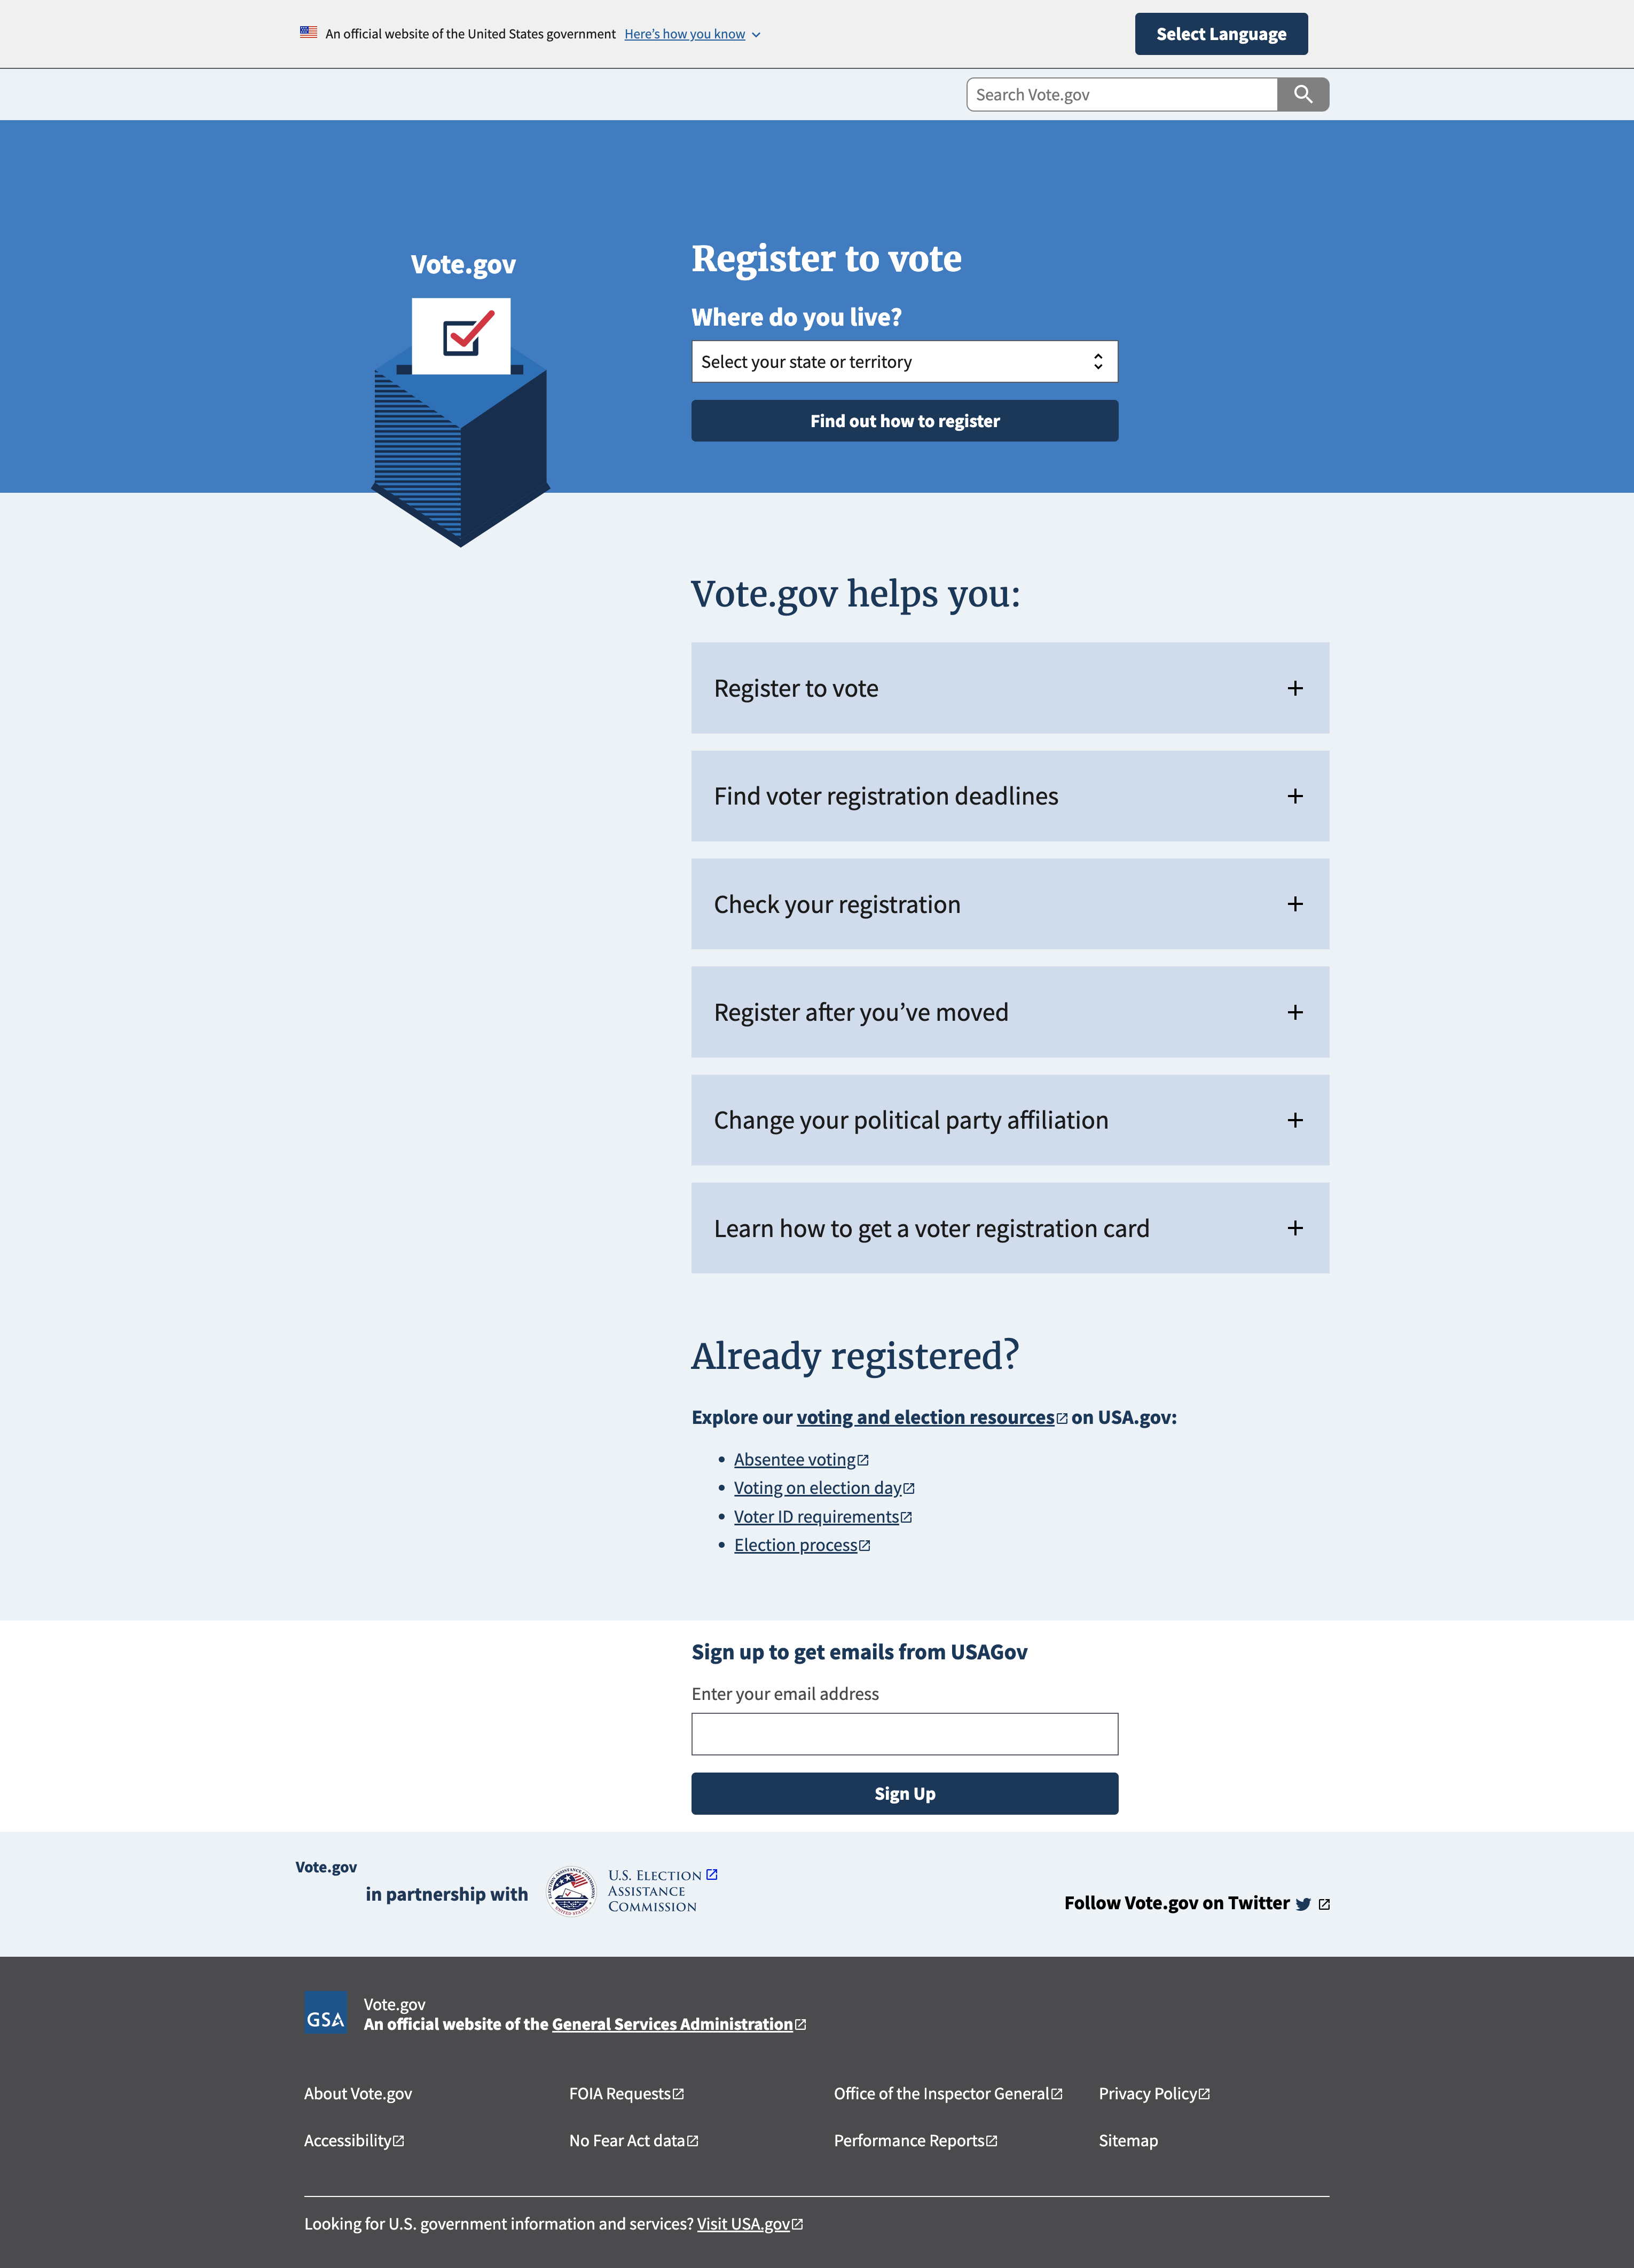 An official website of the United States government Here's how you know
Select Language
Search Vote.gov
Vote.gov
Register to vote
Where do you live?
Select your state or territory
Find out how to register
Vote.gov helps you:
Register to vote
Find voter registration deadlines
Check your registration
Register after you’ve moved
Change your political party affiliation
Learn how to get a voter registration card
Already registered?
Explore our voting and election resources on USA.gov:
Absentee voting
Voting on election day
Voter ID requirements
Election process
Sign up to get emails from USAGov
Enter your email address
Sign Up
Vote.gov
in partnership with
U.S. ELECTION
ASSISTANCE
COMMISSION
Follow Vote.gov on Twitter
GSA
Vote.gov
An official website of the General Services Administration
About Vote.gov
FOIA Requests
Office of the Inspector General
Privacy Policy
Accessibility
No Fear Act data
Performance Reports
Sitemap
Looking for U.S. government information and services? Visit USA.gov